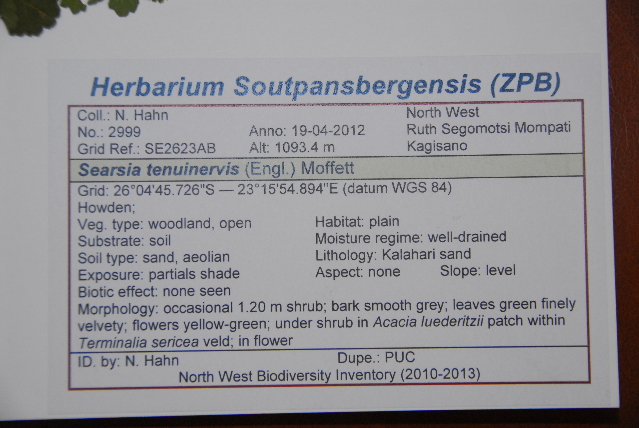 Herbarium Soutpansbergensis (ZPB)
Coll.: N. Hahn North West
No.: 2999 Anno: 19-04-2012 Ruth Segomotsi Mompati
Grid Ref.: SE2623AB Alt: 1093.4 m Kagisano
Searsia tenuinervis (Engl.) Moffett
Grid: 26°04'45.726"S — 23°15'54.894"E (datum WGS 84)
Howden;
Veg. type: woodland, open Habitat: plain
Substrate: soil Moisture regime: well-drained
Soil type: sand, aeolian Lithology: Kalahari sand
Exposure: partials shade Aspect: none Slope: level
Biotic effect: none seen
Morphology: occasional 1.20 m shrub; bark smooth grey; leaves green finely
velvety; flowers yellow-green; under shrub in Acacia luederitzii patch within
Terminalia sericea veld; in flower
ID. by: N. Hahn Dupe.: PUC
North West Biodiversity Inventory (2010-2013)